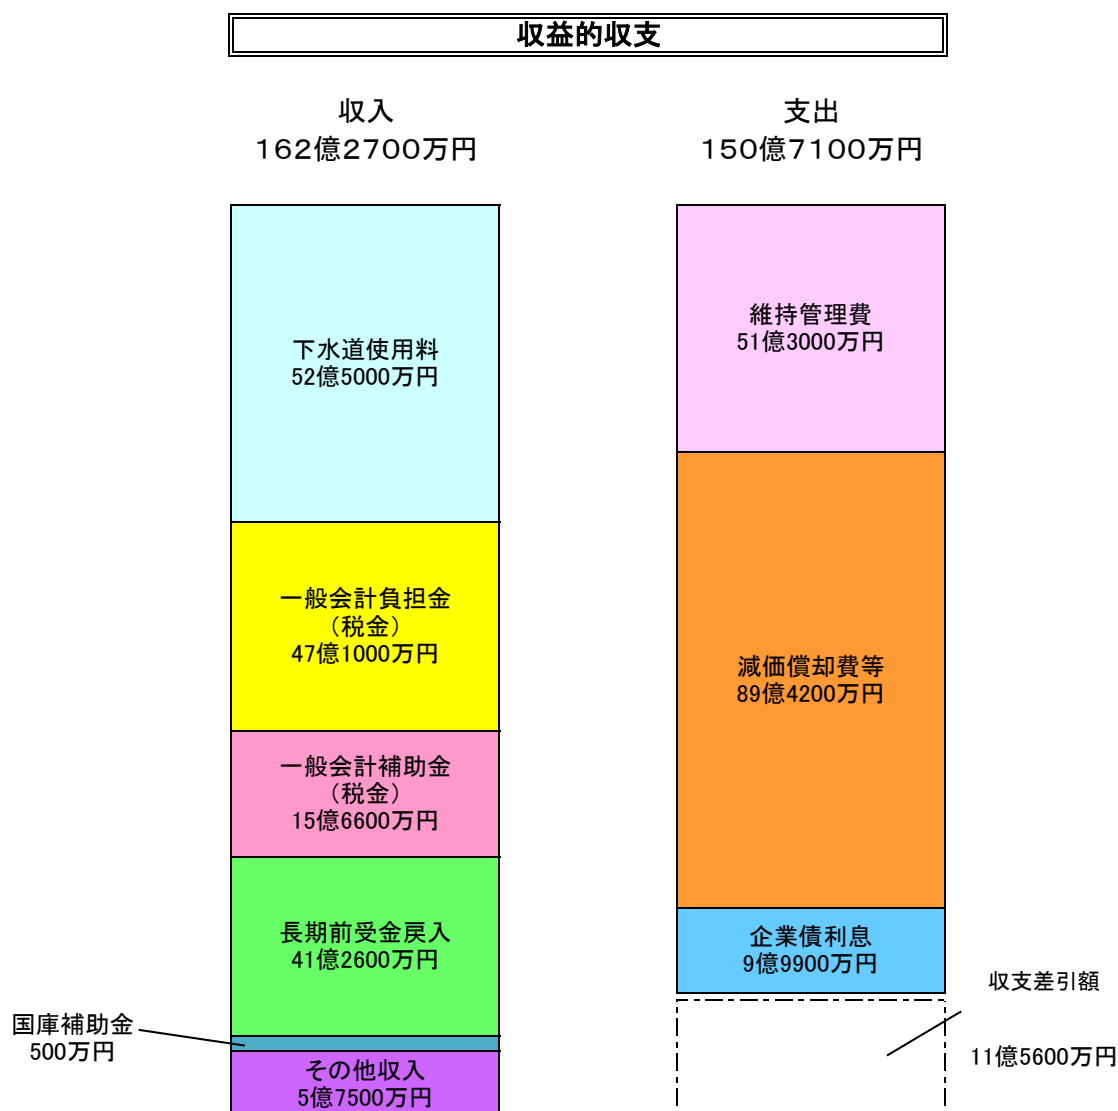 収益的収支
収入
162億2700万円
支出
150億7100万円
下水道使用料
52億5000万円
一般会計負担金
（税金）
47億1000万円
一般会計補助金
（税金）
15億6600万円
長期前受金戻入
41億2600万円
国庫補助金
500万円
その他収入
5億7500万円
維持管理費
51億3000万円
減価償却費等
89億4200万円
企業債利息
9億9900万円
収支差引額
11億5600万円